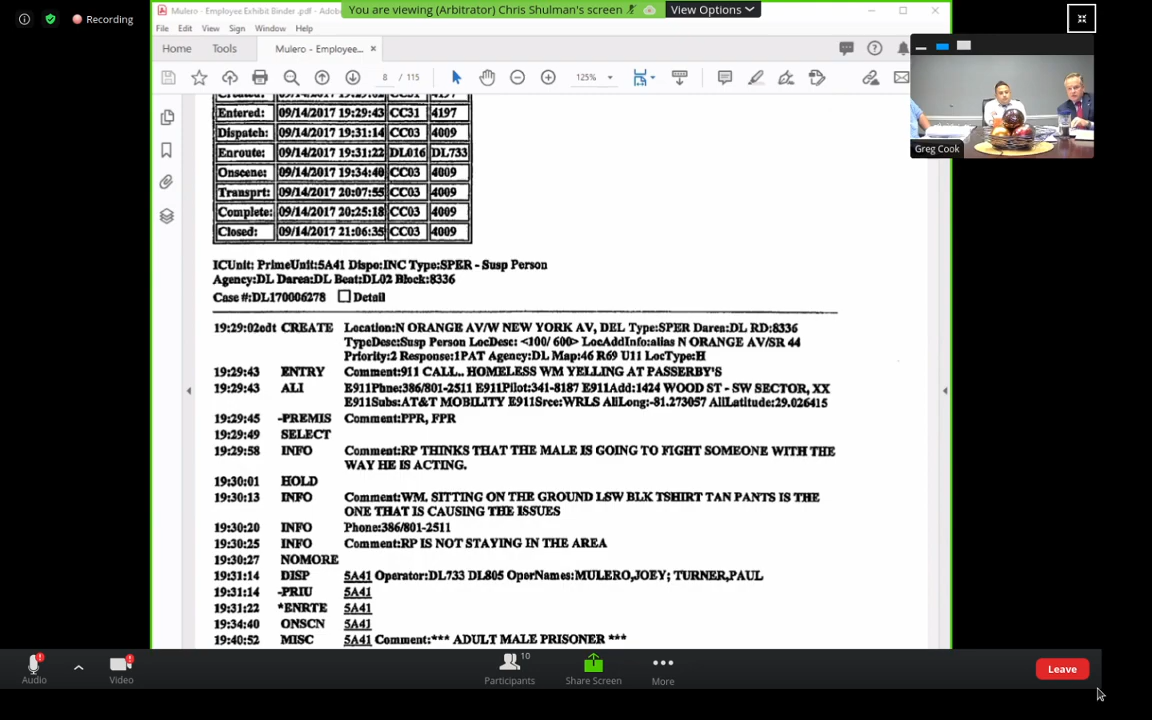 Recording
You are viewing (Arbitrator) Chris Shulman's screen
View Options
Mulero - Employee Exhibit Binder .pdf - Adob
File Edit View Sign Window Help
Home Tools Mulero - Employee... ×
8 / 115 125%
Greg Cook
Created: 09/14/2017 19:29:02 CC31 4197
Entered: 09/14/2017 19:29:43 CC31 4197
Dispatch: 09/14/2017 19:31:14 CC03 4009
Enroute: 09/14/2017 19:31:22 DL016 DL733
Onscene: 09/14/2017 19:34:40 CC03 4009
Transprt: 09/14/2017 20:07:55 CC03 4009
Complete: 09/14/2017 20:25:18 CC03 4009
Closed: 09/14/2017 21:06:35 CC03 4009
ICUnit: PrimeUnit:5A41 Dispo:INC Type:SPER - Susp Person
Agency:DL Darea:DL Beat:DL02 Block:8336
Case #:DL170006278 Detail
19:29:02edt CREATE Location:N ORANGE AV/W NEW YORK AV, DEL Type:SPER Darea:DL RD:8336
TypeDesc:Susp Person LocDesc: <100/ 600> LocAddInfo:alias N ORANGE AV/SR 44
Priority:2 Response:1PAT Agency:DL Map:46 R69 U11 LocType:H
19:29:43 ENTRY Comment:911 CALL.. HOMELESS WM YELLING AT PASSERBY'S
19:29:43 ALI E911Phne:386/801-2511 E911Pilot:341-8187 E911Add:1424 WOOD ST - SW SECTOR, XX
E911Subs:AT&T MOBILITY E911Srce:WRLS AliLong:-81.273057 AliLatitude:29.026415
19:29:45 -PREMIS Comment:PPR, FPR
19:29:49 SELECT
19:29:58 INFO Comment:RP THINKS THAT THE MALE IS GOING TO FIGHT SOMEONE WITH THE
WAY HE IS ACTING.
19:30:01 HOLD
19:30:13 INFO Comment:WM. SITTING ON THE GROUND LSW BLK TSHIRT TAN PANTS IS THE
ONE THAT IS CAUSING THE ISSUES
19:30:20 INFO Phone:386/801-2511
19:30:25 INFO Comment:RP IS NOT STAYING IN THE AREA
19:30:27 NOMORE
19:31:14 DISP 5A41 Operator:DL733 DL805 OperNames:MULERO,JOEY; TURNER,PAUL
19:31:14 -PRIU 5A41
19:31:22 *ENRTE 5A41
19:34:40 ONSCN 5A41
19:40:52 MISC 5A41 Comment:*** ADULT MALE PRISONER ***
Audio Video Participants 10 Share Screen More Leave